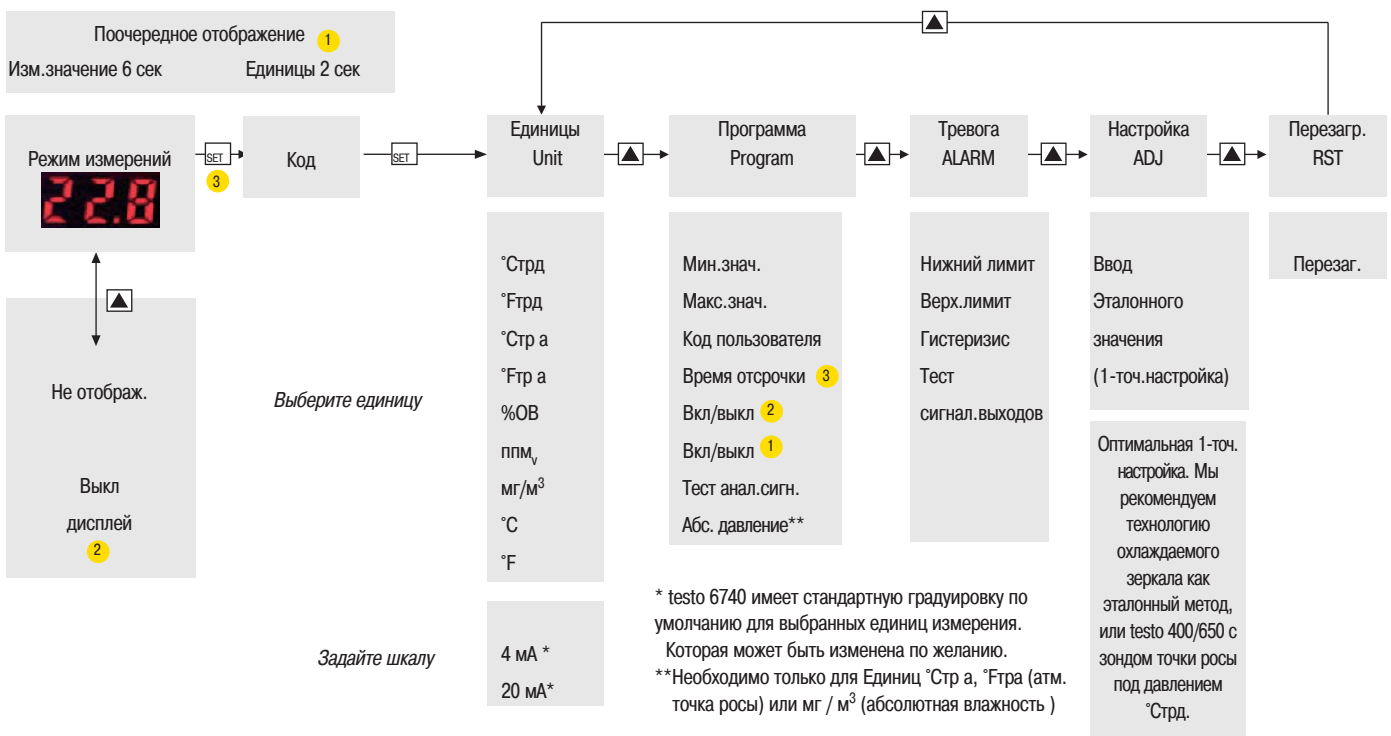 Поочередное отображение 1
Изм.значение 6 сек Единицы 2 сек
Режим измерений
22.8
SET
3
Код
SET
Единицы
Unit
Программа
Program
Тревога
ALARM
Настройка
ADJ
Перезагр.
RST
Не отображ.
Выкл
дисплей
2
Выберите единицу
°Cтрд
°Fтрд
°Стр а
°Fтр а
%ОВ
ппмv
мг/м3
°C
°F
Задайте шкалу
4 мА *
20 мА*
Мин.знач.
Макс.знач.
Код пользователя
Время отсрочки 3
Вкл/выкл 2
Вкл/выкл 1
Тест анал.сигн.
Абс. давление**
Нижний лимит
Верх.лимит
Гистеризис
Тест
сигнал.выходов
Ввод
Эталонного
значения
(1-точ.настройка)
Оптимальная 1-точ.
настройка. Мы
рекомендуем
технологию
охлаждаемого
зеркала как
эталонный метод,
или testo 400/650 с
зондом точки росы
под давлением
°Cтрд.
Перезаг.
* testo 6740 имеет стандартную градуировку по
умолчанию для выбранных единиц измерения.
Которая может быть изменена по желанию.
**Необходимо только для Единиц °Cтр а, °Fтра (атм.
точка росы) или мг / м3 (абсолютная влажность )